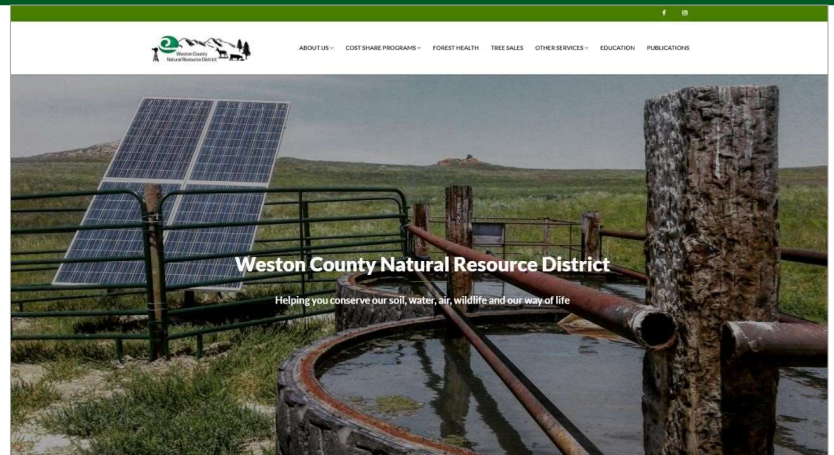 Weston County
Natural Resource District
ABOUT US
COST SHARE PROGRAMS
FOREST HEALTH
TREE SALES
OTHER SERVICES
EDUCATION
PUBLICATIONS
Weston County Natural Resource District
Helping you conserve our soil, water, air, wildlife and our way of life